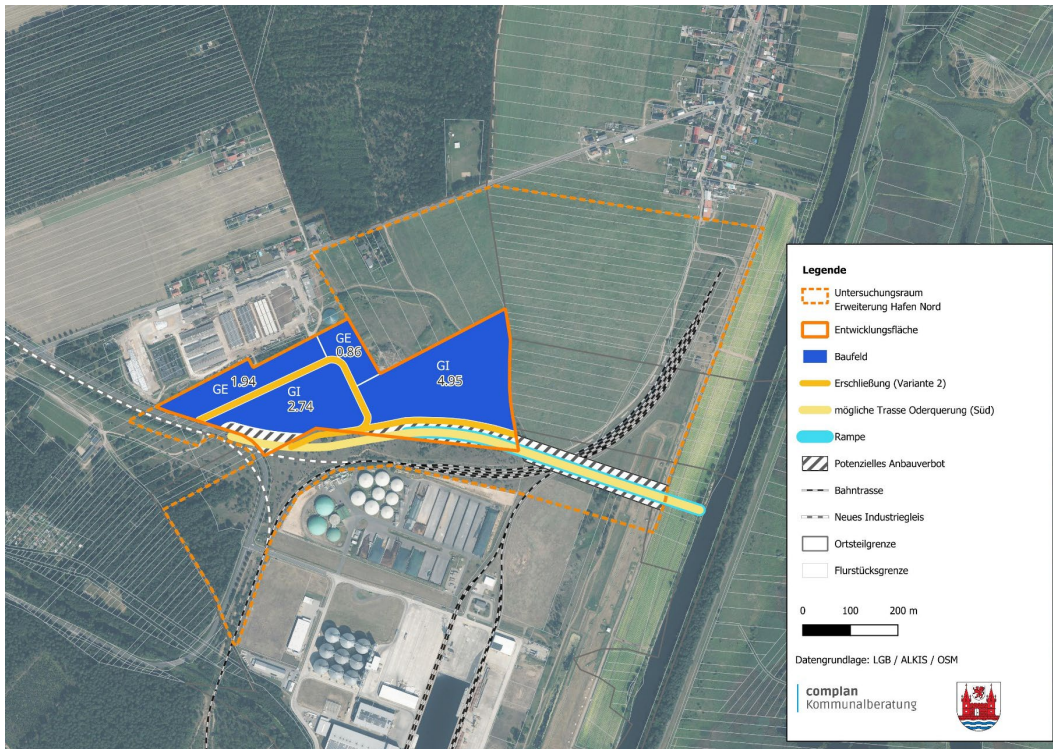 GE
0.86
GE 1.94
GI
2.74
GI
4.95
Legende
Untersuchungsraum
Erweiterung Hafen Nord
Entwicklungsfläche
Baufeld
Erschließung (Variante 2)
mögliche Trasse Oderquerung (Süd)
Rampe
Potenzielles Anbauverbot
Bahntrasse
Neues Industriegleis
Ortsteilgrenze
Flurstücksgrenze
0 100 200 m
Datengrundlage: LGB / ALKIS / OSM
complan
Kommunalberatung